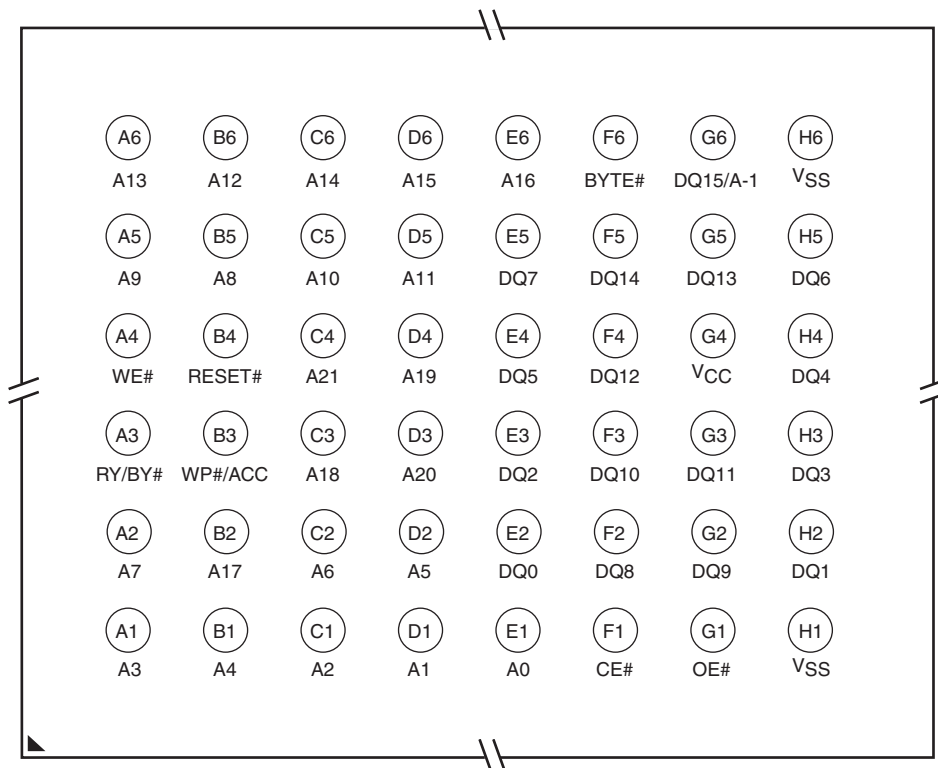 A6 B6 C6 D6 E6 F6 G6 H6
A13 A12 A14 A15 A16 BYTE# DQ15/A-1 VSS
A5 B5 C5 D5 E5 F5 G5 H5
A9 A8 A10 A11 DQ7 DQ14 DQ13 DQ6
A4 B4 C4 D4 E4 F4 G4 H4
WE# RESET# A21 A19 DQ5 DQ12 VCC DQ4
A3 B3 C3 D3 E3 F3 G3 H3
RY/BY# WP#/ACC A18 A20 DQ2 DQ10 DQ11 DQ3
A2 B2 C2 D2 E2 F2 G2 H2
A7 A17 A6 A5 DQ0 DQ8 DQ9 DQ1
A1 B1 C1 D1 E1 F1 G1 H1
A3 A4 A2 A1 A0 CE# OE# VSS